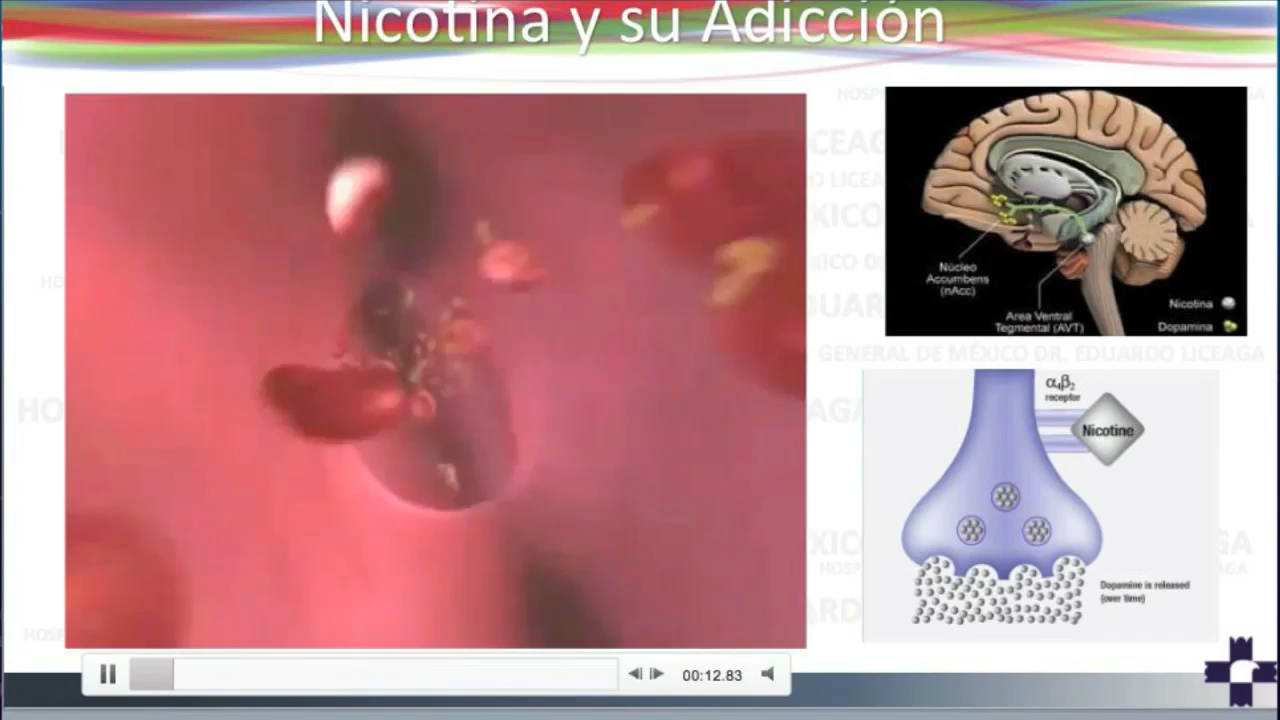 Nicotina y su Adicción
Núcleo
Accumbens
(nAcc)
Area Ventral
Tegmental (AVT)
Nicotina
Dopamina
GENERAL DE MÉXICO DR. EDUARDO LICEAGA
α₄β₂
receptor
Nicotine
Dopamine is released
(over time)
00:12.83